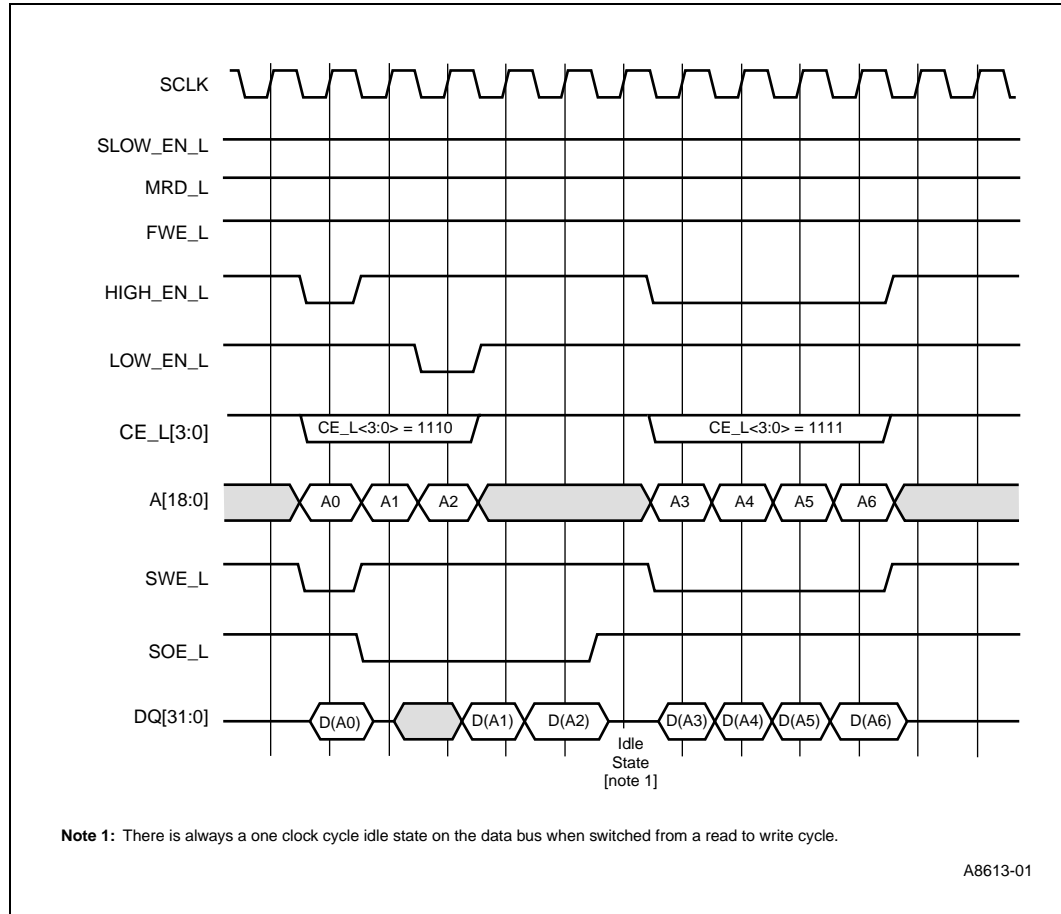 SCLK
SLOW_EN_L
MRD_L
FWE_L
HIGH_EN_L
LOW_EN_L
CE_L[3:0] CE_L<3:0> = 1110 CE_L<3:0> = 1111
A[18:0] A0 A1 A2 A3 A4 A5 A6
SWE_L
SOE_L
DQ[31:0] D(A0) D(A1) D(A2) D(A3) D(A4) D(A5) D(A6)
Idle
State
[note 1]
Note 1: There is always a one clock cycle idle state on the data bus when switched from a read to write cycle.
A8613-01